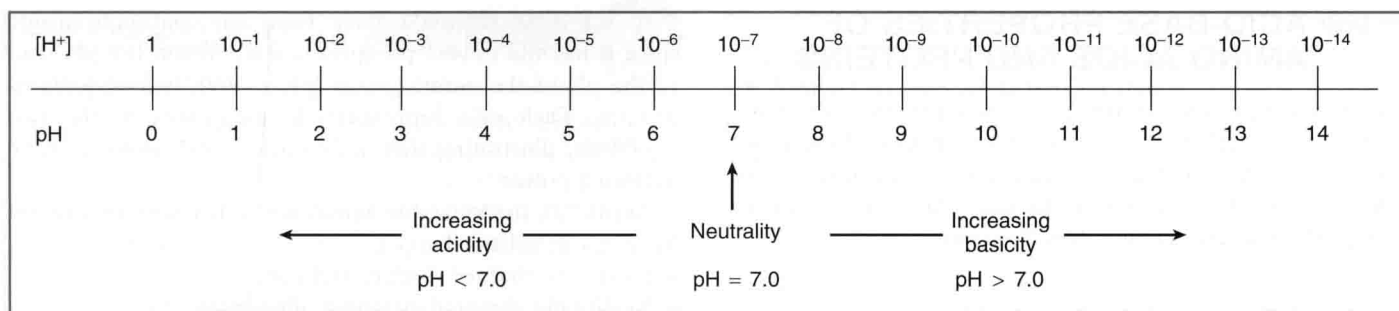 [H⁺] 1 10⁻¹ 10⁻² 10⁻³ 10⁻⁴ 10⁻⁵ 10⁻⁶ 10⁻⁷ 10⁻⁸ 10⁻⁹ 10⁻¹⁰ 10⁻¹¹ 10⁻¹² 10⁻¹³ 10⁻¹⁴
pH 0 1 2 3 4 5 6 7 8 9 10 11 12 13 14
Increasing acidity
pH < 7.0
Neutrality
pH = 7.0
Increasing basicity
pH > 7.0